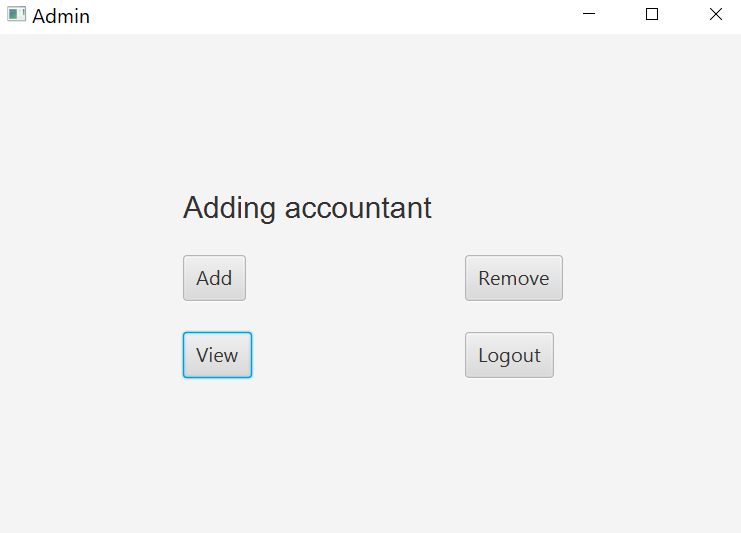 Admin
Adding accountant
Add Remove
View Logout